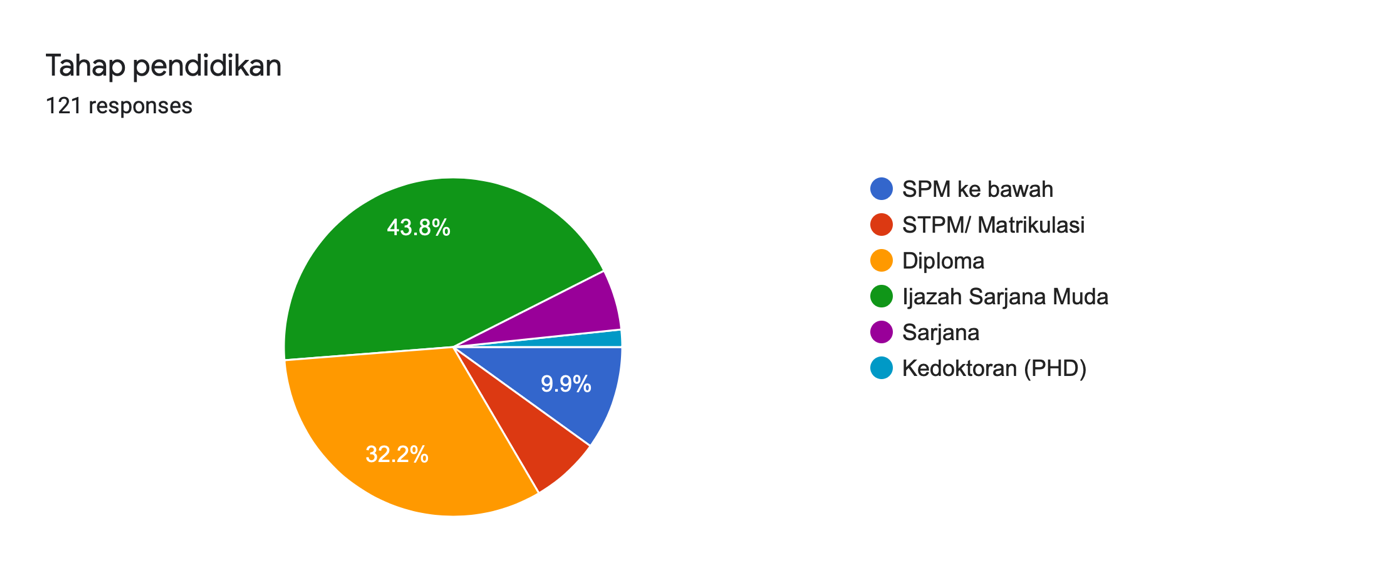 Tahap pendidikan
121 responses
43.8%
9.9%
32.2%
SPM ke bawah
STPM/ Matrikulasi
Diploma
Ijazah Sarjana Muda
Sarjana
Kedoktoran (PHD)